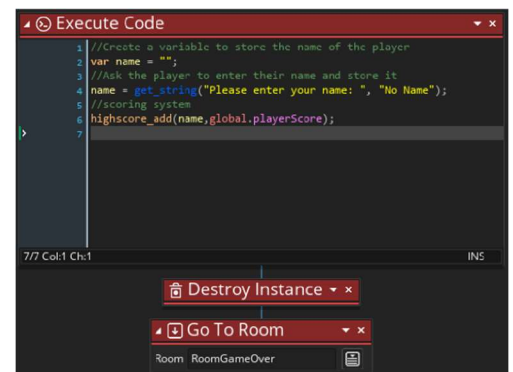 Execute Code
1 //Create a variable to store the name of the player
2 var name = "";
3 //Ask the player to enter their name and store it
4 name = get_string("Please enter your name: ", "No Name");
5 //scoring system
6 highscore_add(name,global.playerScore);
7
7/7 Col:1 Ch:1 INS
Destroy Instance
Go To Room
Room RoomGameOver